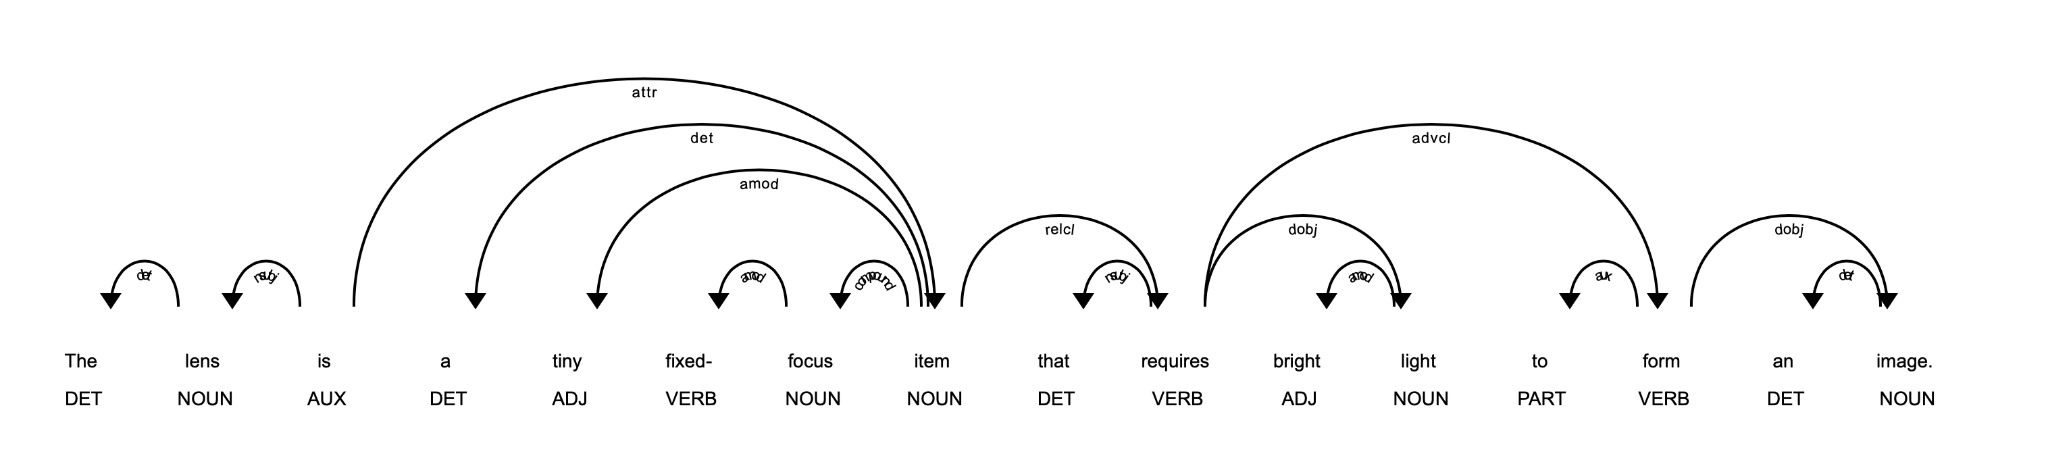 attr
det
amod
advcl
relcl dobj dobj
det nsubj amod compound nsubj amod aux det
The lens is a tiny fixed- focus item that requires bright light to form an image.
DET NOUN AUX DET ADJ VERB NOUN NOUN DET VERB ADJ NOUN PART VERB DET NOUN